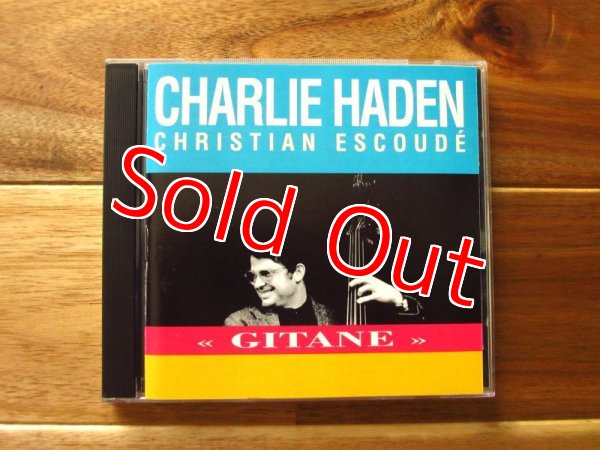 CHARLIE HADEN
CHRISTIAN ESCOUDÉ
Sold Out
« GITANE »